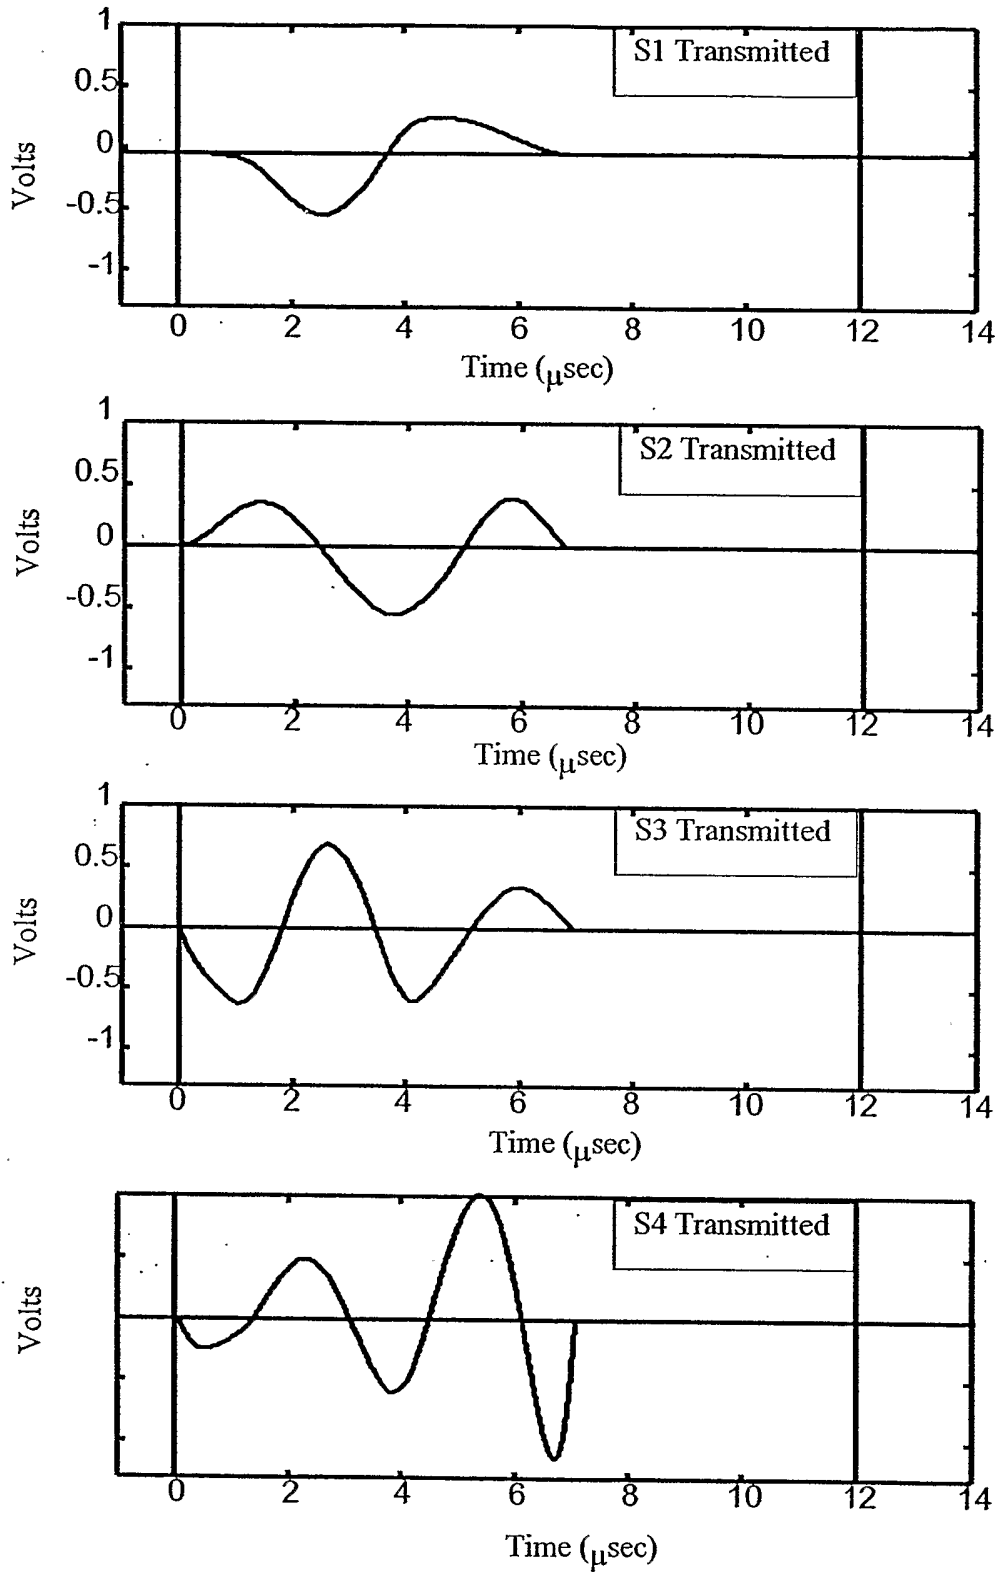 1
S1 Transmitted
0.5
0
-0.5
-1
Volts
0 2 4 6 8 10 12 14
Time (μsec)
1
S2 Transmitted
0.5
0
-0.5
-1
Volts
0 2 4 6 8 10 12 14
Time (μsec)
1
S3 Transmitted
0.5
0
-0.5
-1
Volts
0 2 4 6 8 10 12 14
Time (μsec)
S4 Transmitted
Volts
0 2 4 6 8 10 12 14
Time (μsec)